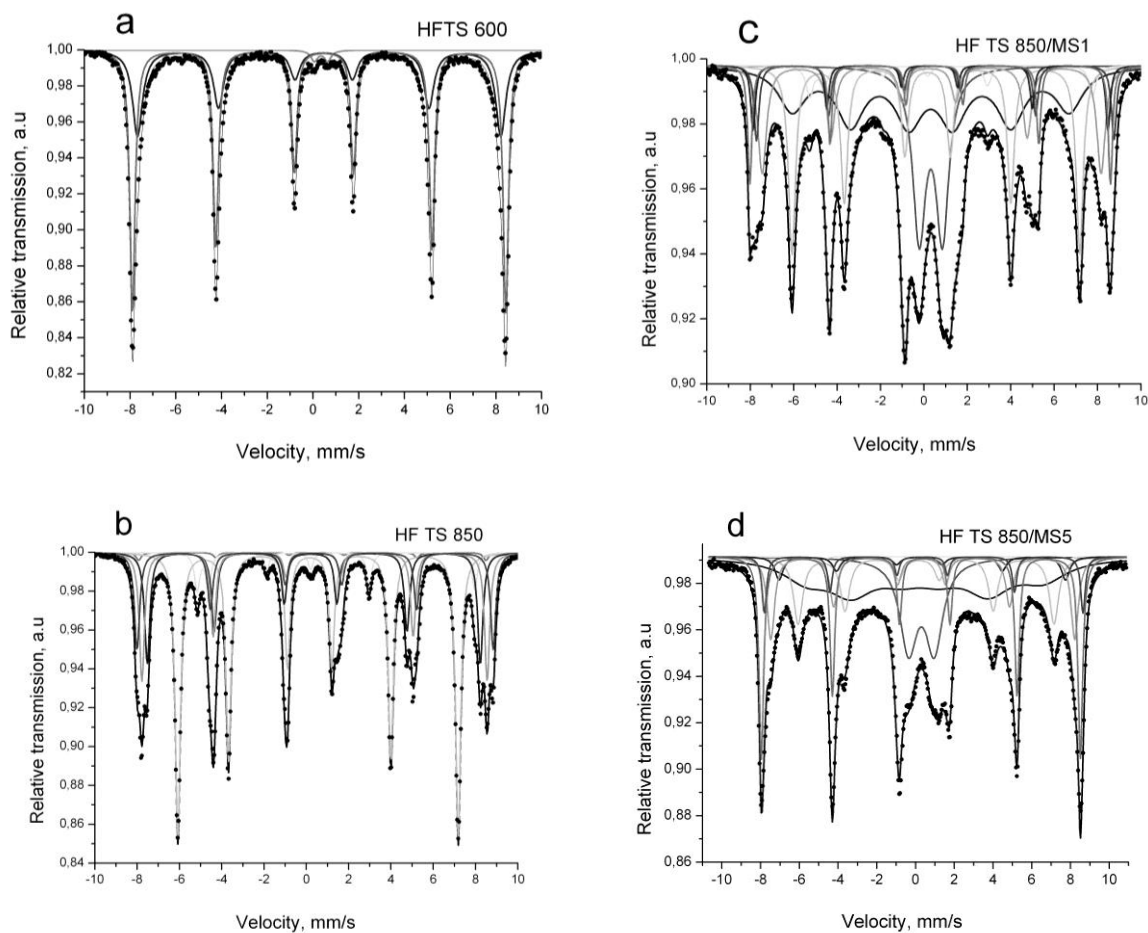 a
HFTS 600
1,00
0,98
0,96
0,94
0,92
0,90
0,88
0,86
0,84
0,82
Relative transmission, a.u
-10 -8 -6 -4 -2 0 2 4 6 8 10
Velocity, mm/s
c
HF TS 850/MS1
1,00
0,98
0,96
0,94
0,92
0,90
Relative transmission, a.u
-10 -8 -6 -4 -2 0 2 4 6 8 10
Velocity, mm/s
b
HF TS 850
1,00
0,98
0,96
0,94
0,92
0,90
0,88
0,86
0,84
Relative transmission, a.u
-10 -8 -6 -4 -2 0 2 4 6 8 10
Velocity, mm/s
d
HF TS 850/MS5
0,98
0,96
0,94
0,92
0,90
0,88
0,86
Relative transmission, a.u
-10 -8 -6 -4 -2 0 2 4 6 8 10
Velocity, mm/s